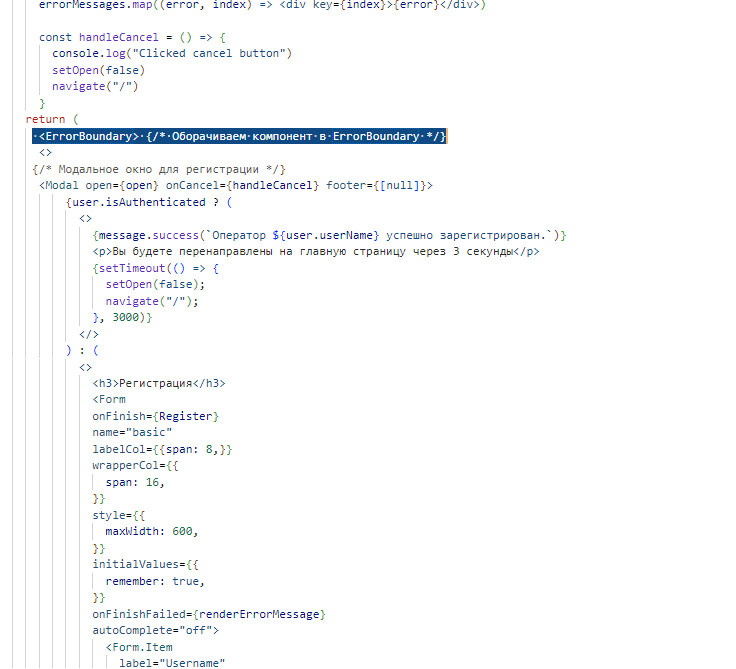 errorMessages.map((error, index) => <div key={index}>{error}</div>)
const handleCancel = () => {
console.log("Clicked cancel button")
setOpen(false)
navigate("/")
}
return (
<ErrorBoundary> {/* Оборачиваем компонент в ErrorBoundary */}
<>
{/* Модальное окно для регистрации */}
<Modal open={open} onCancel={handleCancel} footer={[null]}>
{user.isAuthenticated ? (
<>
{message.success(`Оператор ${user.userName} успешно зарегистрирован.`)}
<p>Вы будете перенаправлены на главную страницу через 3 секунды</p>
{setTimeout(() => {
setOpen(false);
navigate("/");
}, 3000)}
</>
) : (
<>
<h3>Регистрация</h3>
<Form
onFinish={Register}
name="basic"
labelCol={{span: 8,}}
wrapperCol={{
span: 16,
}}
style={{
maxWidth: 600,
}}
initialValues={{
remember: true,
}}
onFinishFailed={renderErrorMessage}
autoComplete="off">
<Form.Item
label="Username"